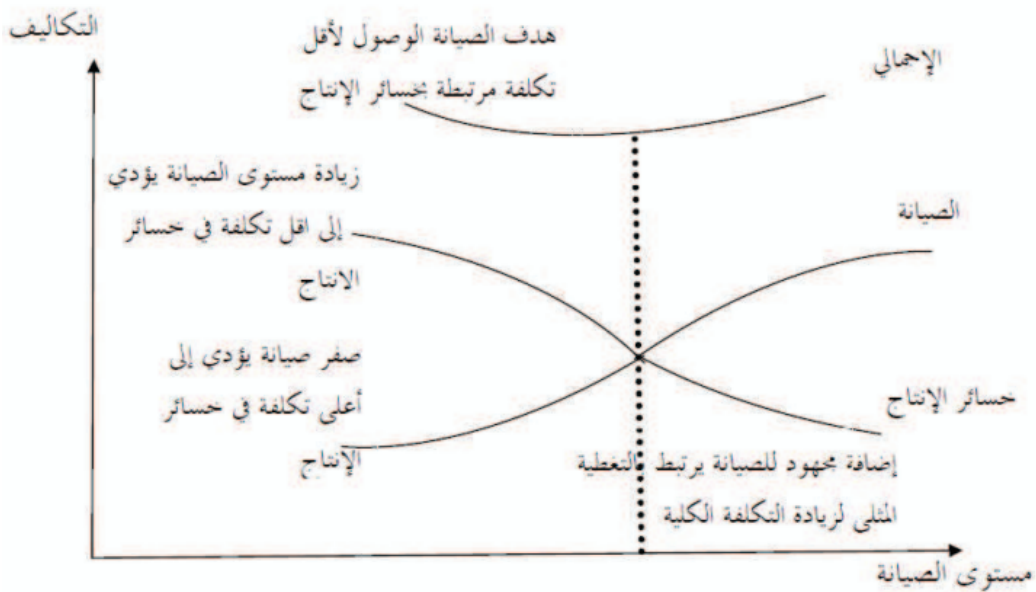 التكاليف
هدف الصيانة الوصول لأقل
تكلفة مرتبطة بخسائر الإنتاج
الإجمالي
زيادة مستوى الصيانة يؤدي
إلى اقل تكلفة في خسائر
الانتاج
الصيانة
صفر صيانة يؤدي إلى
أعلى تكلفة في خسائر
الإنتاج
خسائر الإنتاج
إضافة مجهود للصيانة يرتبط بالتغطية
المثلى لزيادة التكلفة الكلية
مستوى الصيانة